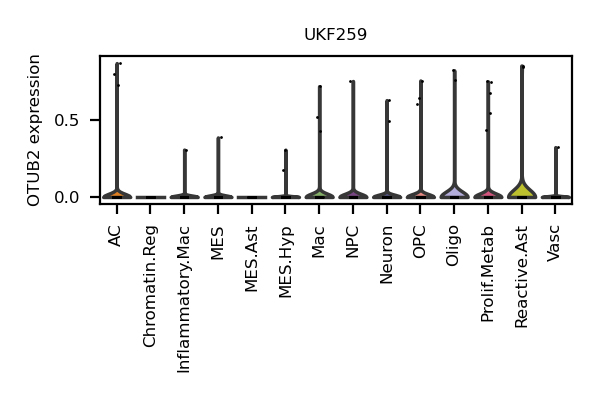 UKF259
OTUB2 expression
0.5
0.0
AC
Chromatin.Reg
Inflammatory.Mac
MES
MES.Ast
MES.Hyp
Mac
NPC
Neuron
OPC
Oligo
Prolif.Metab
Reactive.Ast
Vasc